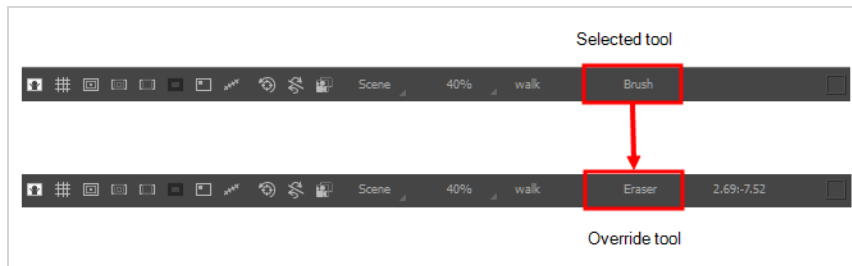 Selected tool
Scene 40% walk Brush
Scene 40% walk Eraser 2.69:-7.52
Override tool